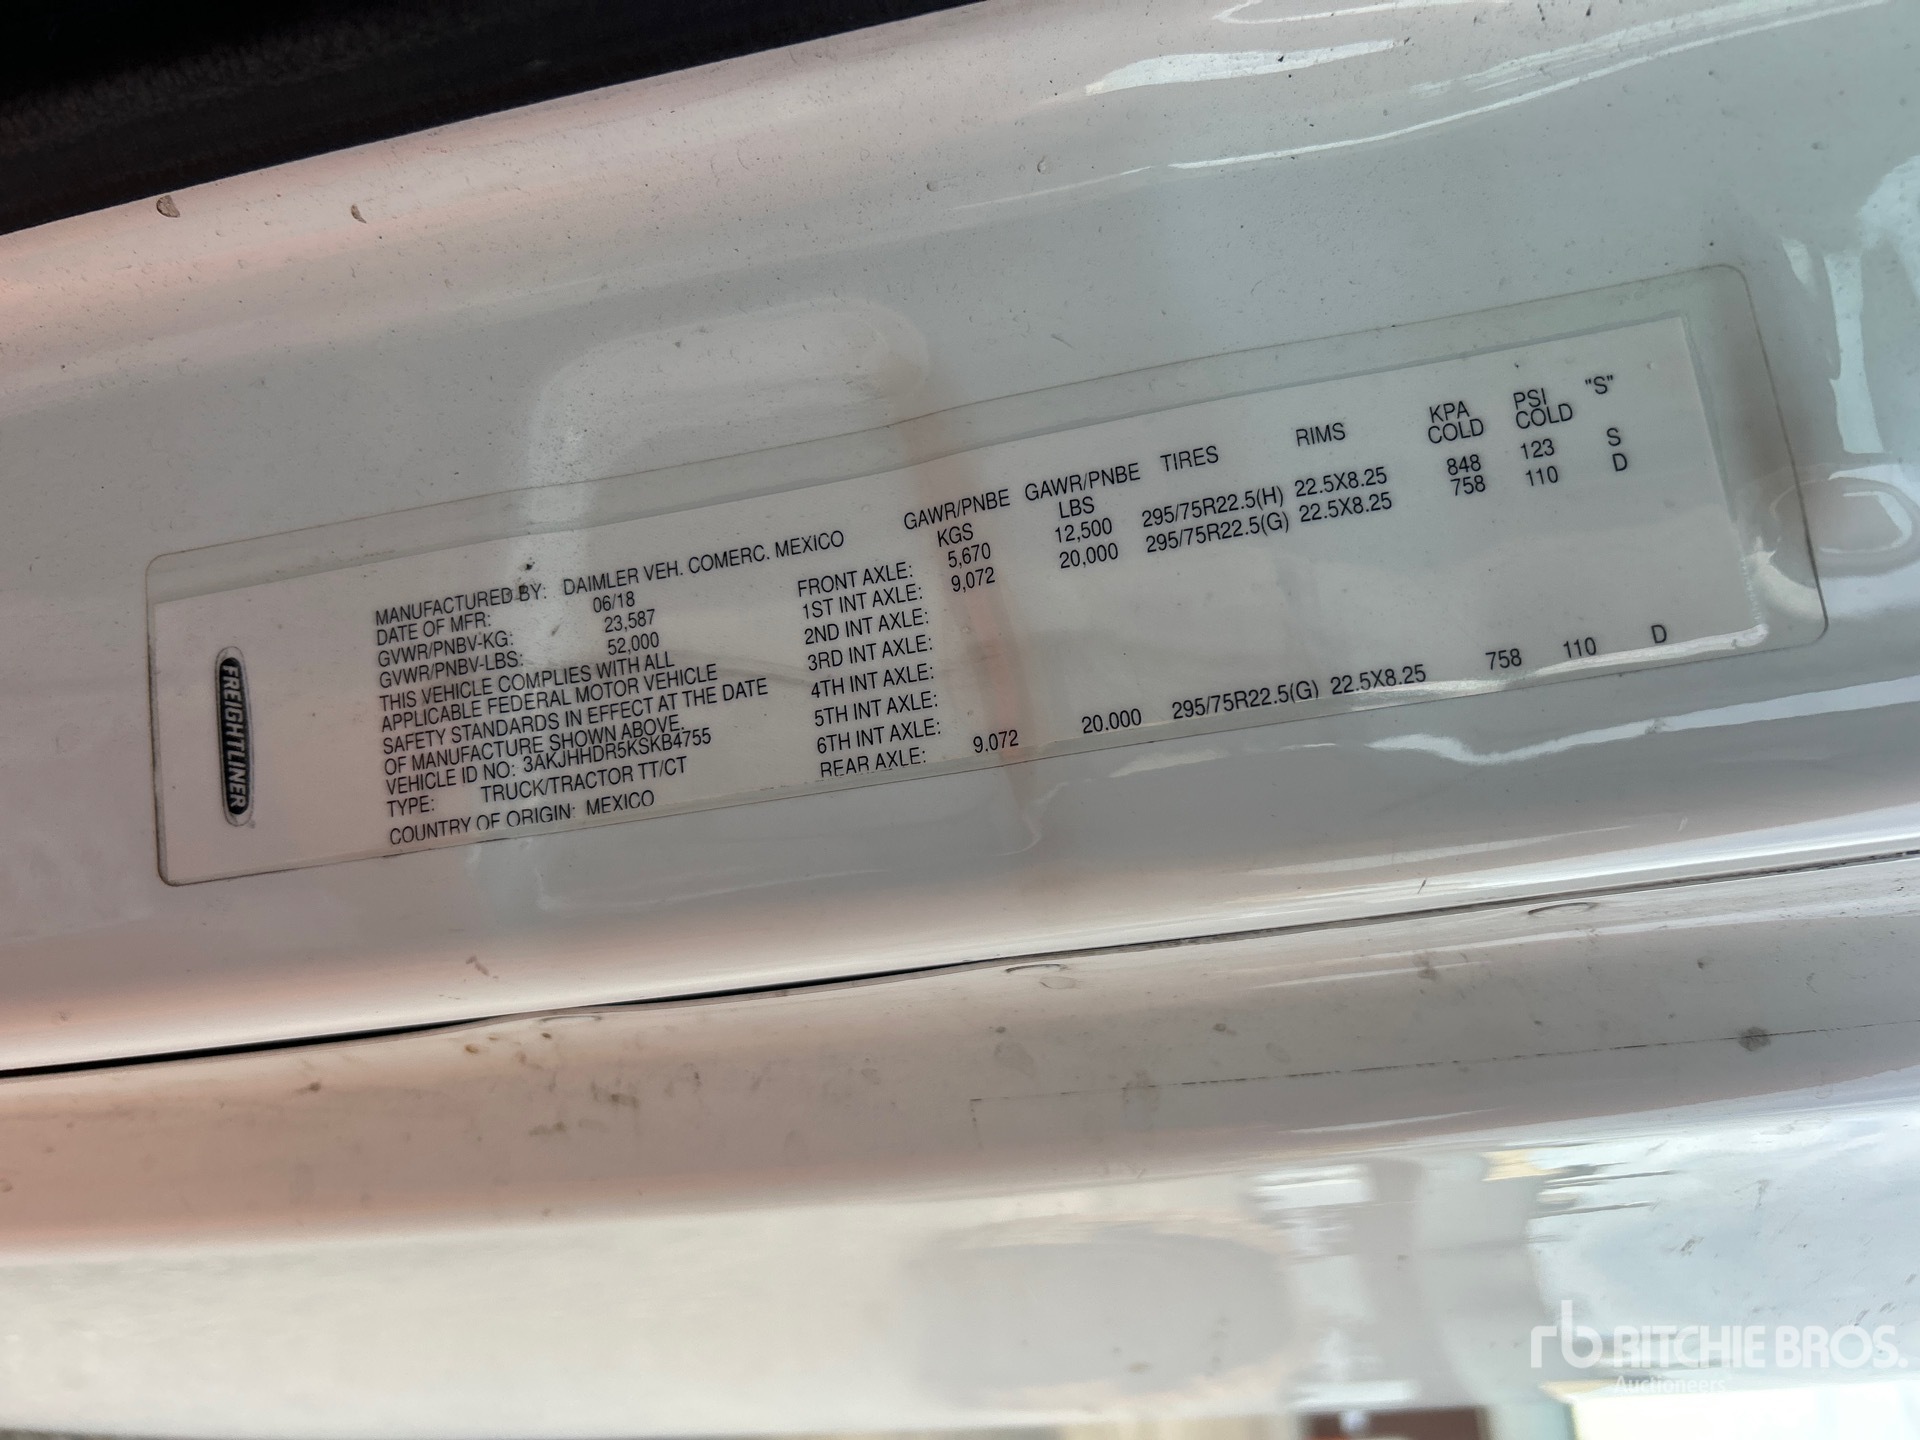 FREIGHTLINER
MANUFACTURED BY: DAIMLER VEH. COMERC. MEXICO
DATE OF MFR: 06/18
GVWR/PNBV-KG: 23,587
GVWR/PNBV-LBS: 52,000
THIS VEHICLE COMPLIES WITH ALL
APPLICABLE FEDERAL MOTOR VEHICLE
SAFETY STANDARDS IN EFFECT AT THE DATE
OF MANUFACTURE SHOWN ABOVE.
VEHICLE ID NO: 3AKJHHDR5KSKB4755
TYPE: TRUCK/TRACTOR TT/CT
COUNTRY OF ORIGIN: MEXICO
GAWR/PNBE KGS GAWR/PNBE LBS TIRES RIMS KPA COLD PSI COLD "S"
FRONT AXLE: 5,670 12,500 295/75R22.5(H) 22.5X8.25 848 123 S
1ST INT AXLE: 9,072 20,000 295/75R22.5(G) 22.5X8.25 758 110 D
2ND INT AXLE:
3RD INT AXLE:
4TH INT AXLE:
5TH INT AXLE:
6TH INT AXLE:
REAR AXLE: 9.072 20.000 295/75R22.5(G) 22.5X8.25 758 110 D
rb RITCHIE BROS.
Auctioneers